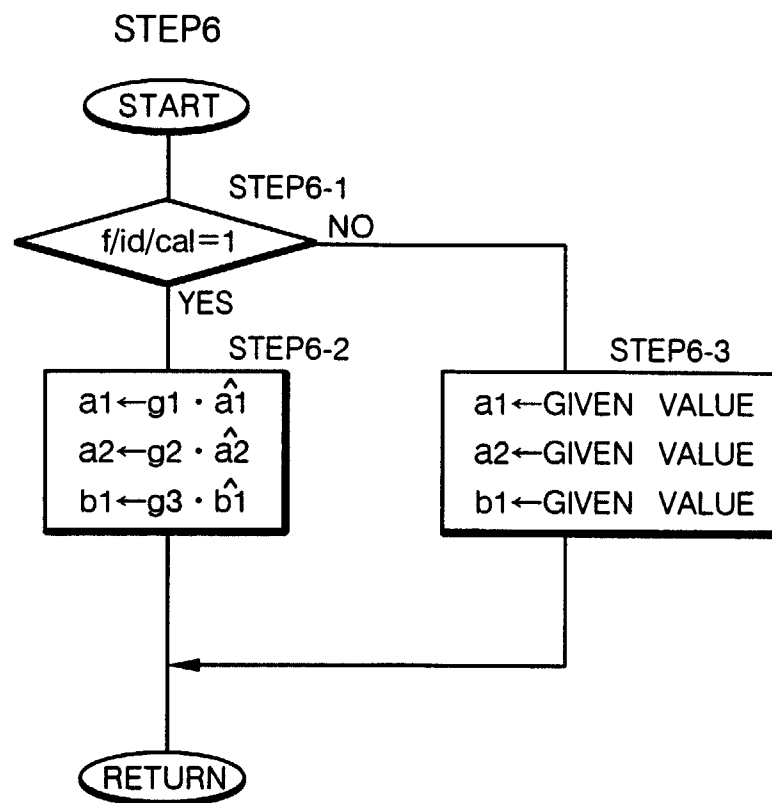 STEP6
START
STEP6-1
f/id/cal=1
NO
YES
STEP6-2
a1←g1・â1
a2←g2・â2
b1←g3・b̂1
STEP6-3
a1←GIVEN VALUE
a2←GIVEN VALUE
b1←GIVEN VALUE
RETURN